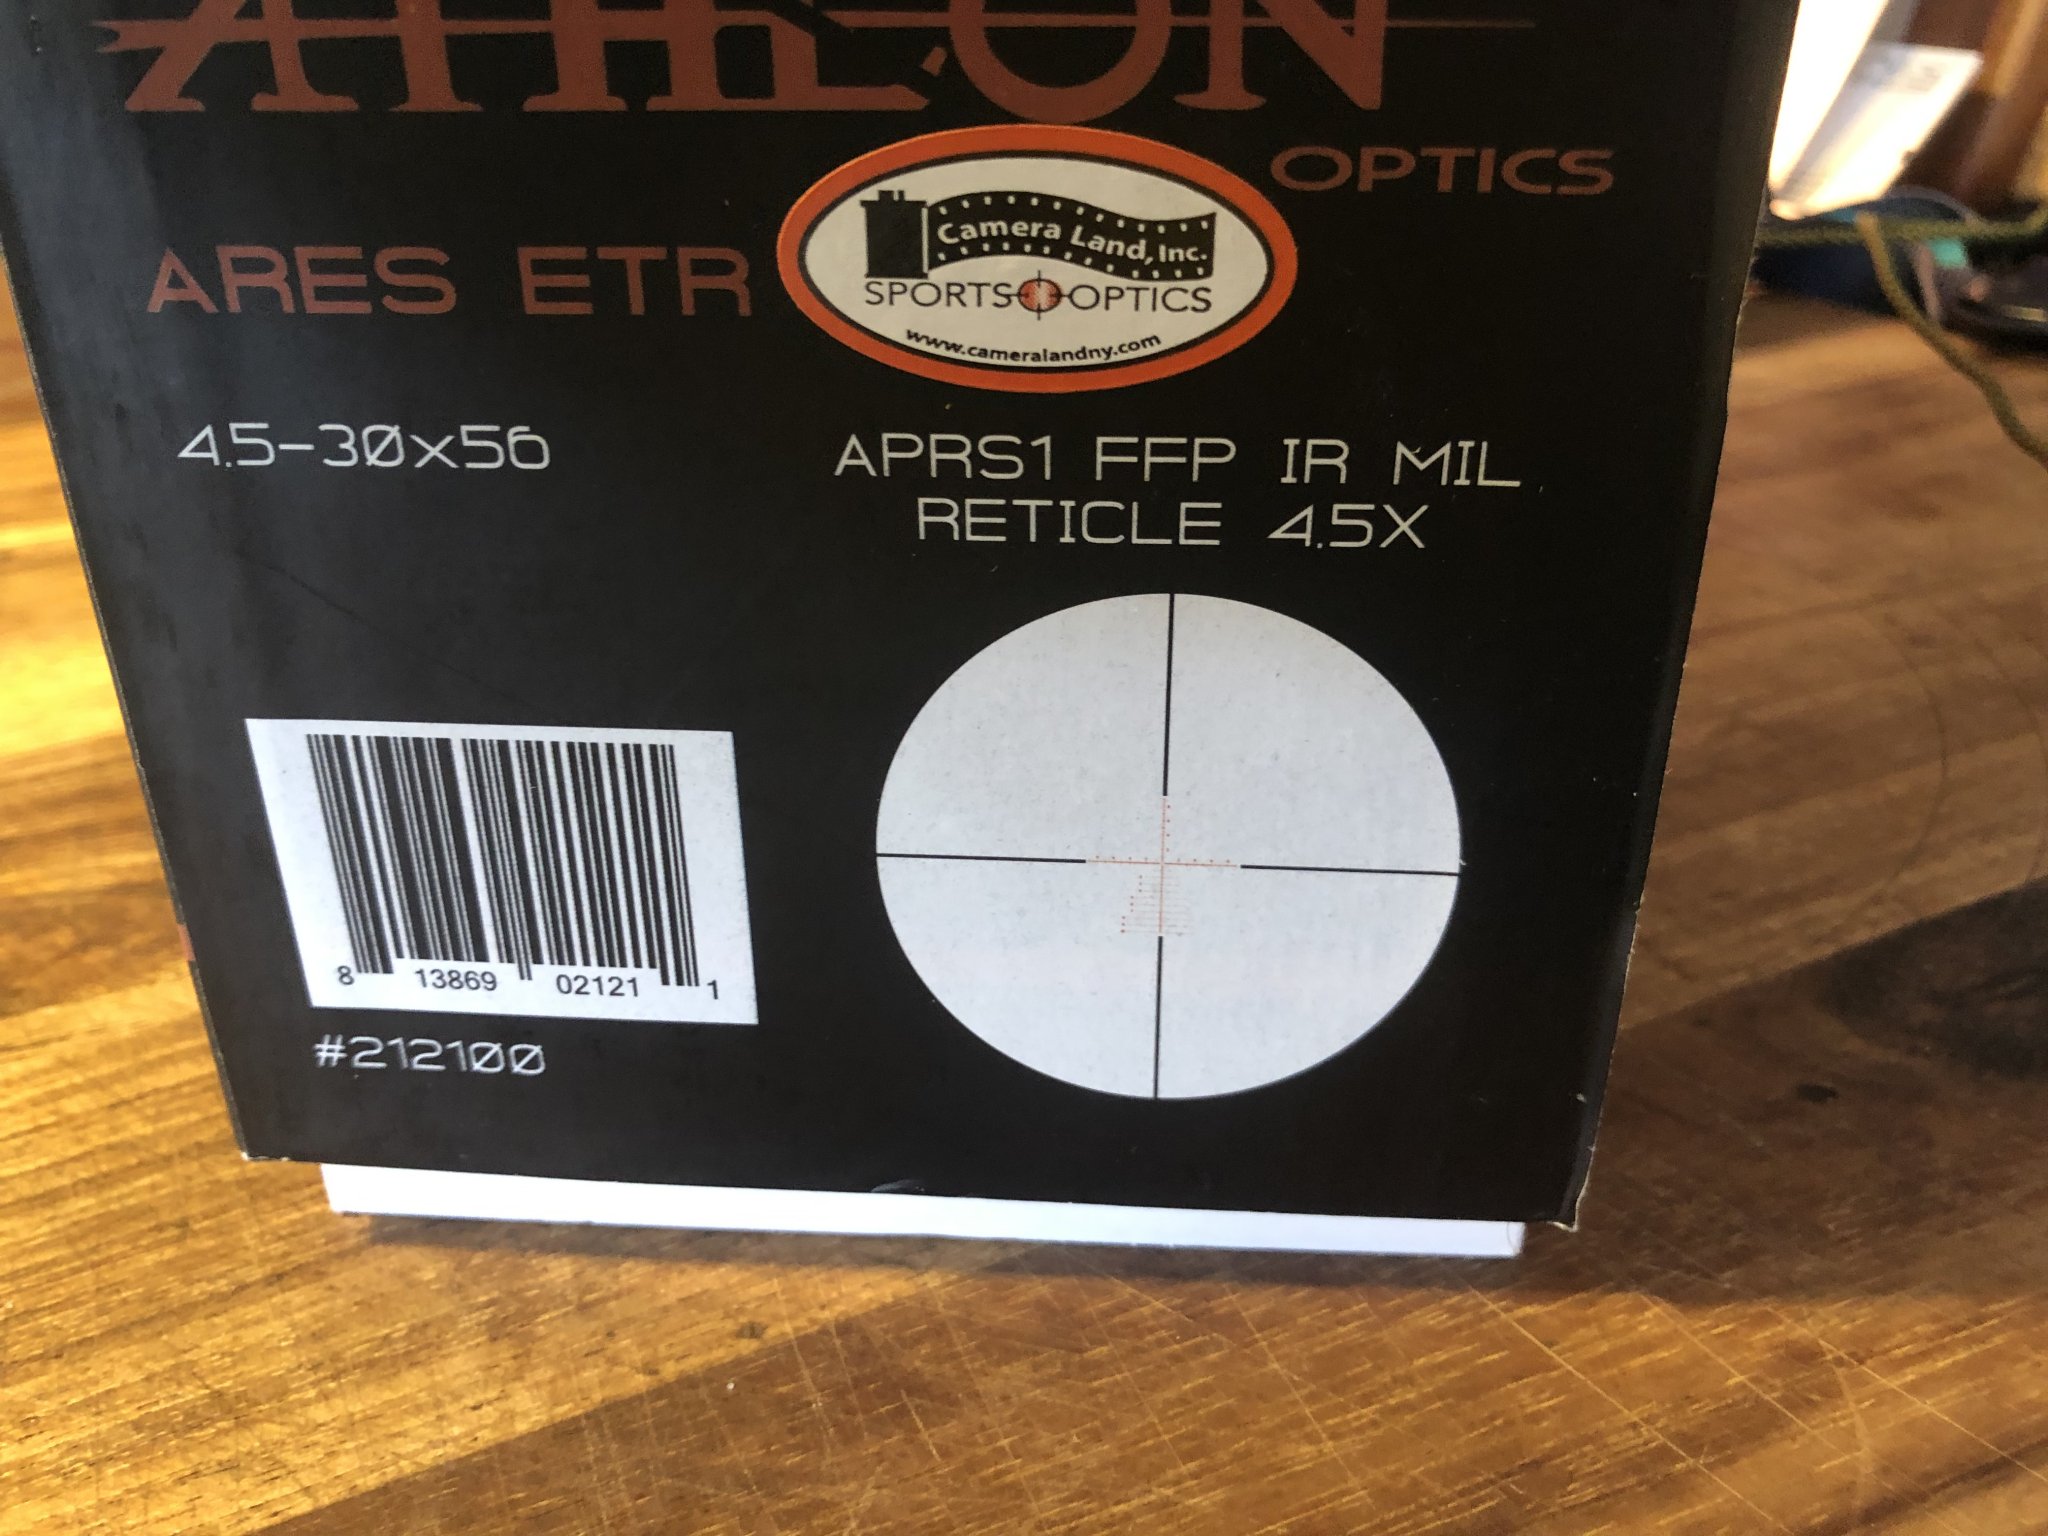 ATHLON
OPTICS
ARES ETR
Camera Land, Inc.
SPORTS OPTICS
www.cameralandny.com
4.5-30x56
APRS1 FFP IR MIL
RETICLE 4.5X
8 13869 02121 1
#212100